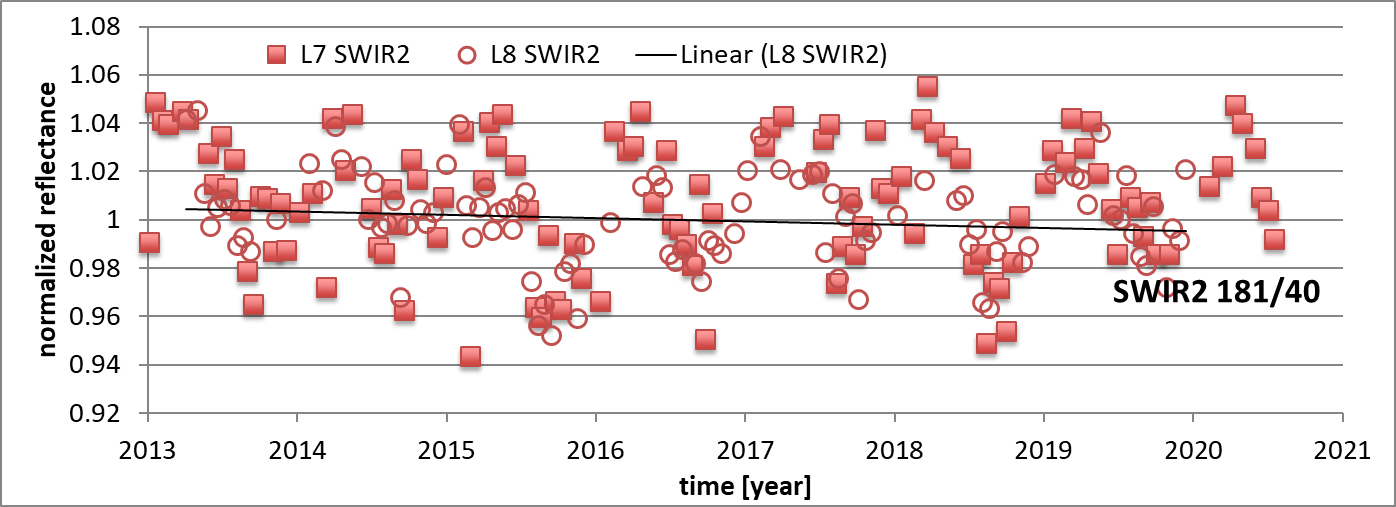 1.08
1.06
1.04
1.02
1
0.98
0.96
0.94
0.92
normalized reflectance
L7 SWIR2 L8 SWIR2 Linear (L8 SWIR2)
SWIR2 181/40
2013 2014 2015 2016 2017 2018 2019 2020 2021
time [year]